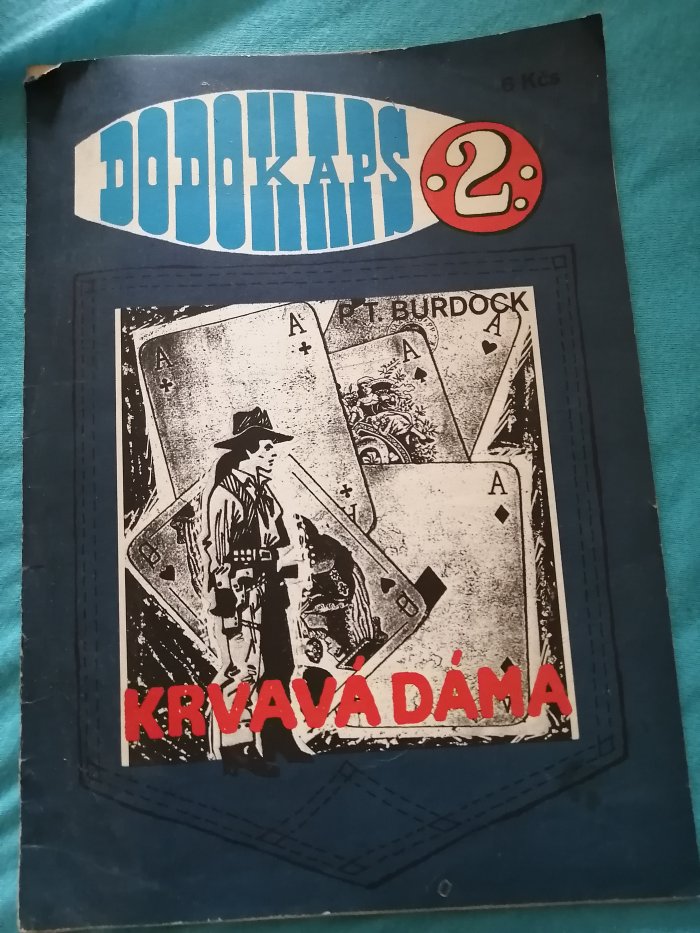 6 Kčs
DODOKAPS
2.
P. T. BURDOCK
A
A
A
A
A
KRVAVÁ DÁMA